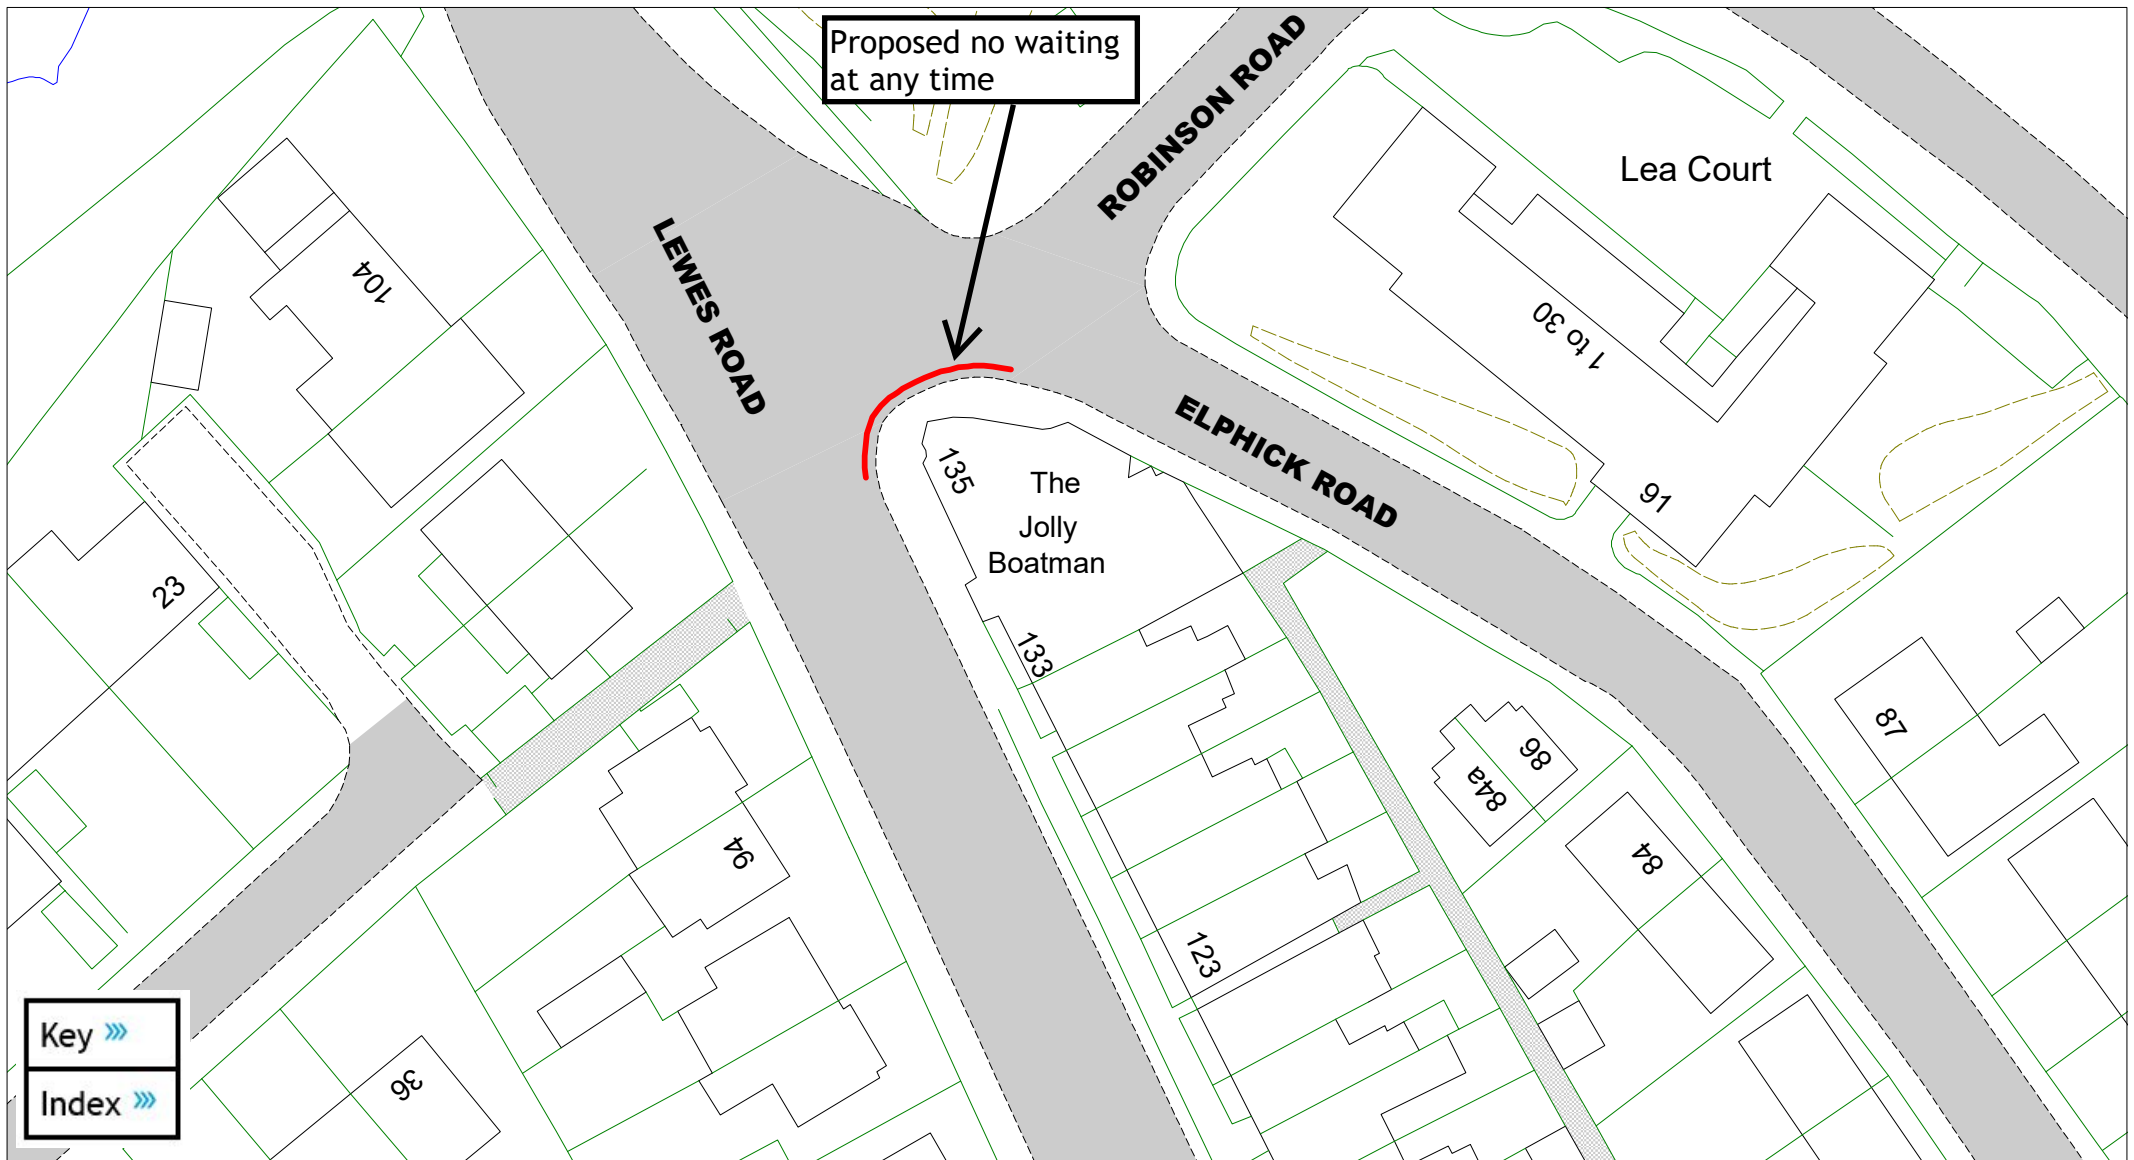 Proposed no waiting
at any time
ROBINSON ROAD
Lea Court
LEWES ROAD
104
1 to 30
ELPHICK ROAD
135
The
Jolly
Boatman
91
23
133
87
86
84a
94
84
123
36
Key
Index